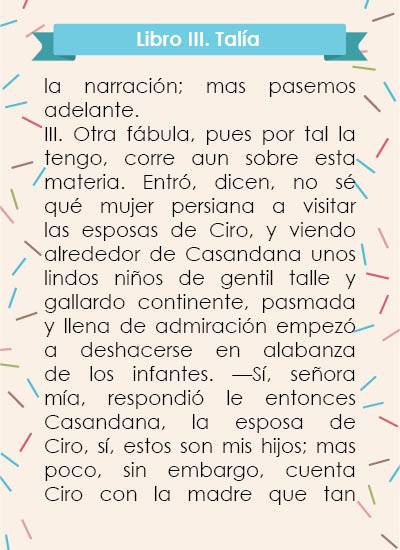 Libro III. Talía
la narración; mas pasemos
adelante.
III. Otra fábula, pues por tal la
tengo, corre aun sobre esta
materia. Entró, dicen, no sé
qué mujer persiana a visitar
las esposas de Ciro, y viendo
alrededor de Casandana unos
lindos niños de gentil talle y
gallardo continente, pasmada
y llena de admiración empezó
a deshacerse en alabanza
de los infantes. —Sí, señora
mía, respondió le entonces
Casandana, la esposa de
Ciro, sí, estos son mis hijos; mas
poco, sin embargo, cuenta
Ciro con la madre que tan